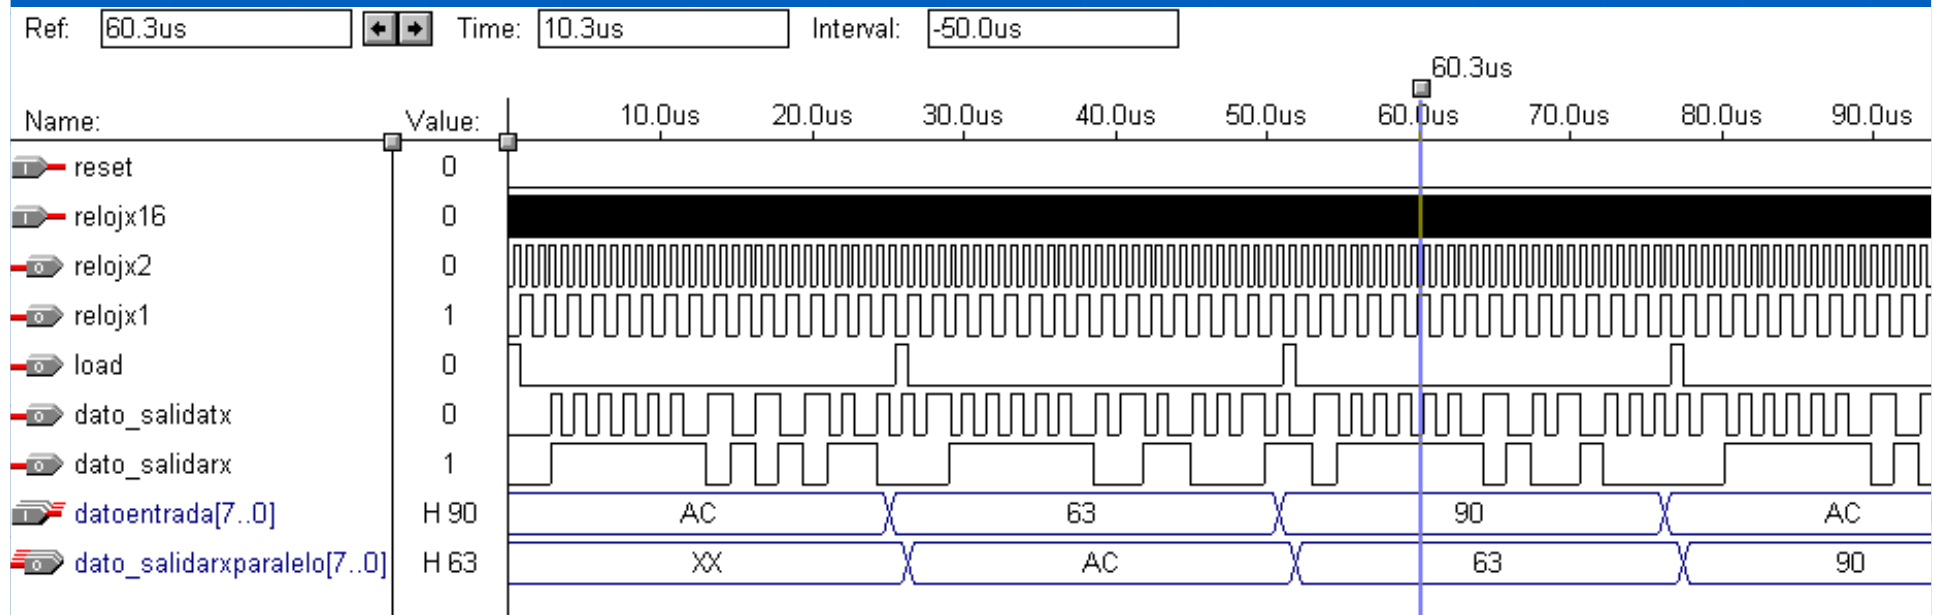 Ref: 60.3us Time: 10.3us Interval: -50.0us
60.3us
Name: Value: 10.0us 20.0us 30.0us 40.0us 50.0us 60.0us 70.0us 80.0us 90.0us
reset 0
relojx16 0
relojx2 0
relojx1 1
load 0
dato_salidatx 0
dato_salidarx 1
datoentrada[7..0] H 90 AC 63 90 AC
dato_salidarxparalelo[7..0] H 63 XX AC 63 90